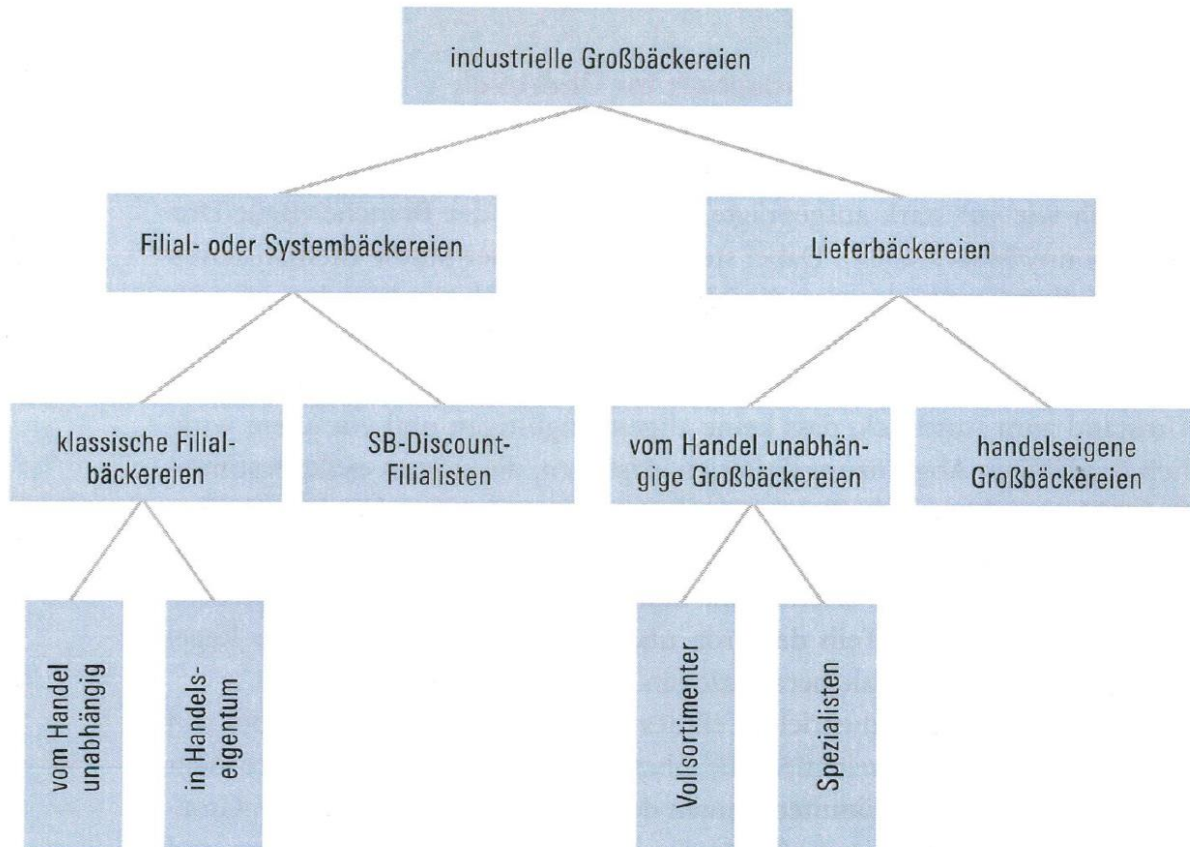 industrielle Großbäckereien
Filial- oder Systembäckereien
Lieferbäckereien
klassische Filial-
bäckereien
SB-Discount-
Filialisten
vom Handel unabhän-
gige Großbäckereien
handelseigene
Großbäckereien
vom Handel
unabhängig
in Handels-
eigentum
Vollsortimenter
Spezialisten